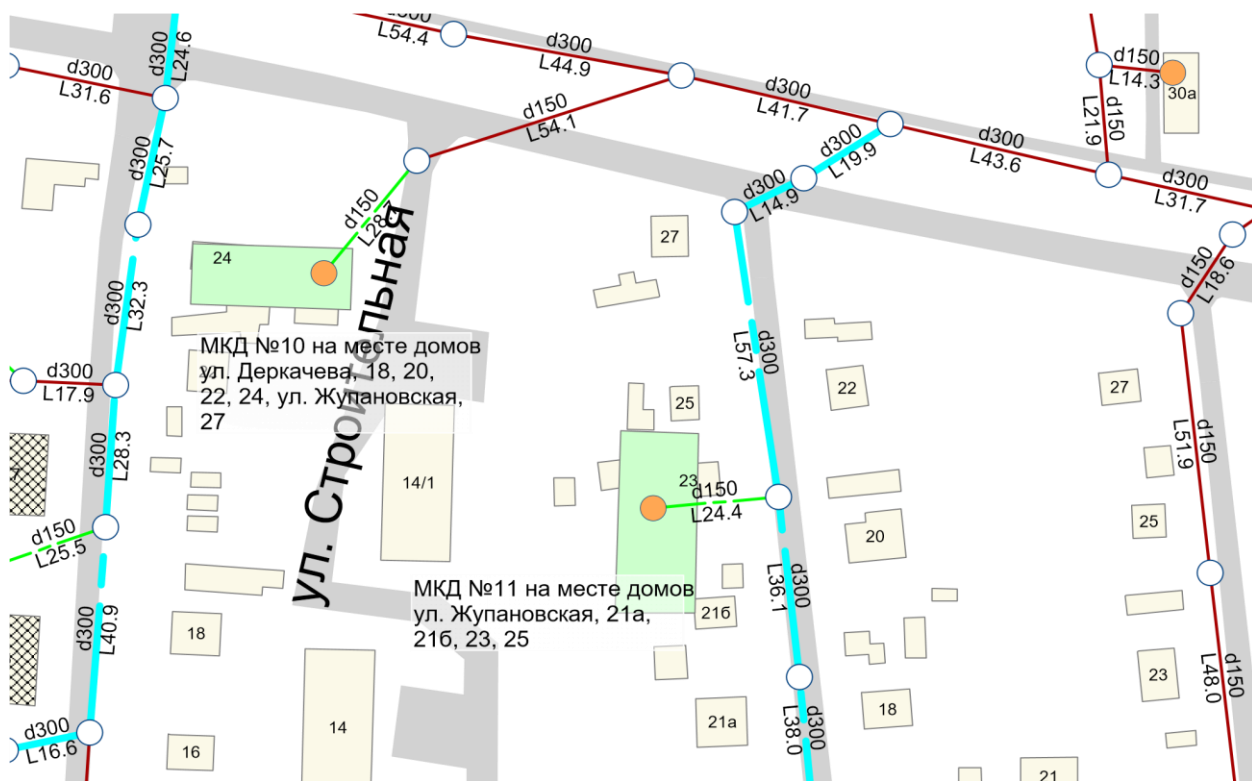 d300
L54.4
d300
L44.9
d300
L24.6
d300
L31.6
d150
L14.3
30а
d150
L54.1
d300
L41.7
d150
L21.9
d300
L25.7
d300
L19.9
d300
L43.6
d300
L14.9
d300
L31.7
d150
L28.7
24
27
d150
L18.6
d300
L32.3
ул. Строительная
МКД №10 на месте домов
ул. Деркачева, 18, 20,
22, 24, ул. Жупановская,
27
d300
L57.3
d300
L17.9
22
27
25
d300
L28.3
14/1
d150
L51.9
23
d150
L24.4
25
20
d150
L25.5
МКД №11 на месте домов
ул. Жупановская, 21а,
21б, 23, 25
d300
L36.1
21б
d300
L40.9
18
23
d150
L48.0
18
21а
d300
L38.0
14
16
d300
L16.6
21